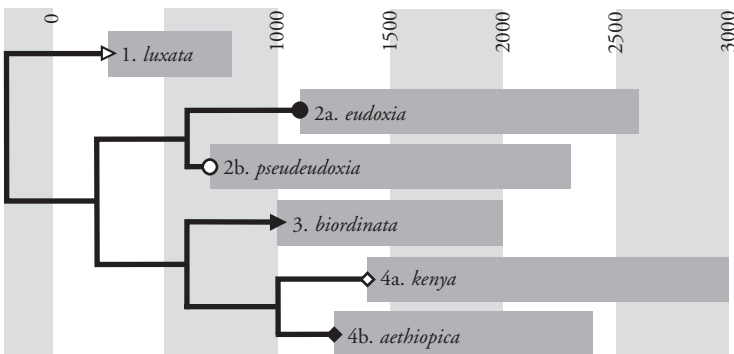 0
1000
1500
2000
2500
3000
1. luxata
2a. eudoxia
2b. pseudeudoxia
3. biordinata
4a. kenya
4b. aethiopica